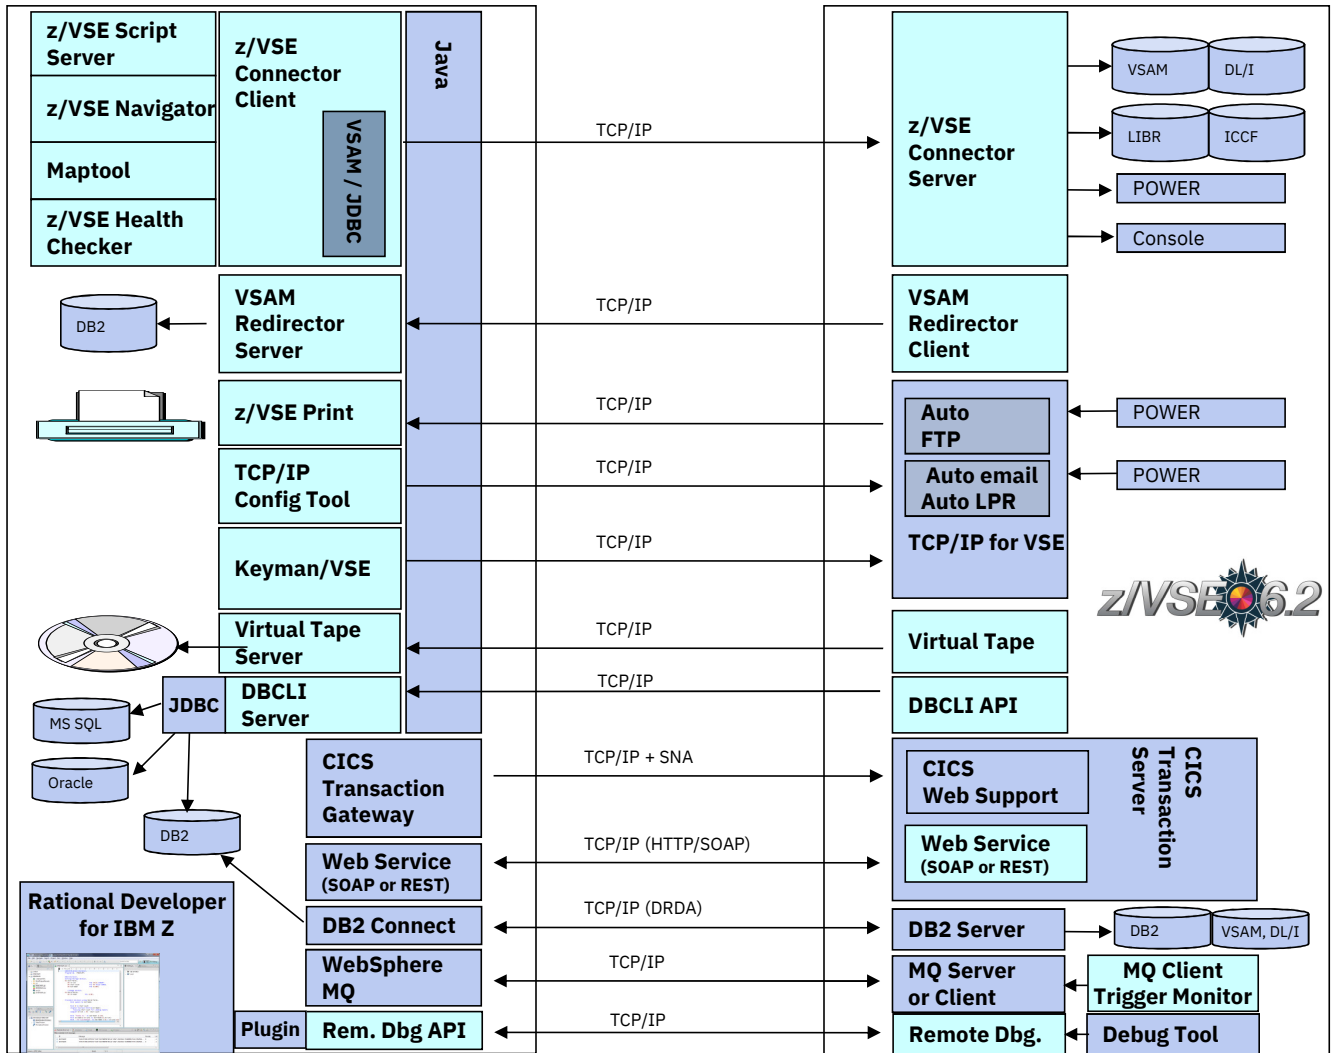 z/VSE Script
Server
z/VSE Navigator
Maptool
z/VSE Health
Checker
z/VSE
Connector
Client
VSAM / JDBC
Java
TCP/IP
z/VSE
Connector
Server
VSAM
DL/I
LIBR
ICCF
POWER
Console
DB2
VSAM
Redirector
Server
TCP/IP
VSAM
Redirector
Client
z/VSE Print
TCP/IP
Auto
FTP
POWER
TCP/IP
Config Tool
TCP/IP
Auto email
Auto LPR
POWER
Keyman/VSE
TCP/IP
TCP/IP for VSE
z/VSE 6.2
Virtual Tape
Server
TCP/IP
Virtual Tape
JDBC
DBCLI
Server
TCP/IP
DBCLI API
MS SQL
Oracle
DB2
CICS
Transaction
Gateway
TCP/IP + SNA
CICS
Web Support
CICS
Transaction
Server
Web Service
(SOAP or REST)
TCP/IP (HTTP/SOAP)
Web Service
(SOAP or REST)
Rational Developer
for IBM Z
DB2 Connect
TCP/IP (DRDA)
DB2 Server
DB2
VSAM, DL/I
WebSphere
MQ
TCP/IP
MQ Server
or Client
MQ Client
Trigger Monitor
Plugin
Rem. Dbg API
TCP/IP
Remote Dbg.
Debug Tool